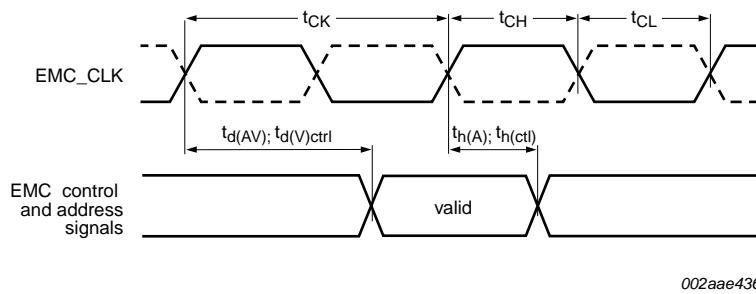 tCK
tCH
tCL
EMC_CLK
td(AV); td(V)ctrl
th(A); th(ctl)
EMC control
and address
signals
valid
002aae436